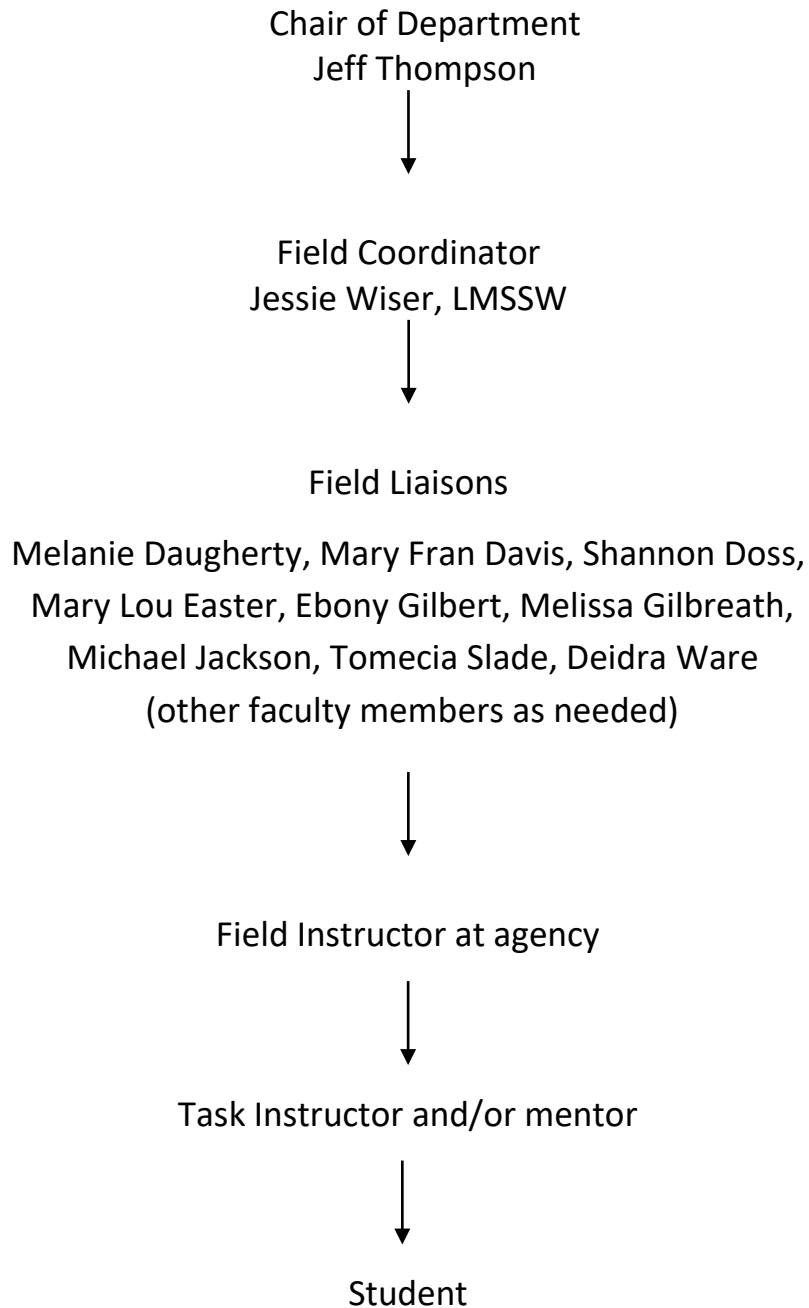 Chair of Department
Jeff Thompson
Field Coordinator
Jessie Wiser, LMSSW
Field Liaisons
Melanie Daugherty, Mary Fran Davis, Shannon Doss,
Mary Lou Easter, Ebony Gilbert, Melissa Gilbreath,
Michael Jackson, Tomecia Slade, Deidra Ware
(other faculty members as needed)
Field Instructor at agency
Task Instructor and/or mentor
Student